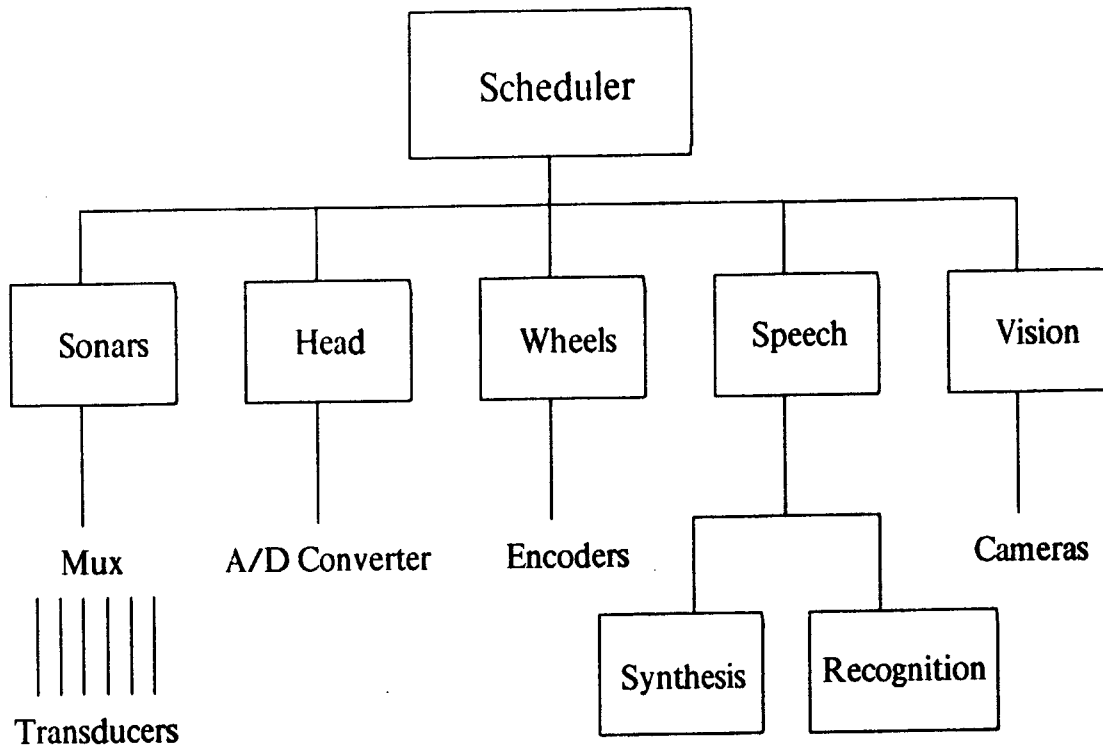 Scheduler
Sonars
Head
Wheels
Speech
Vision
Mux
A/D Converter
Encoders
Cameras
Synthesis
Recognition
Transducers